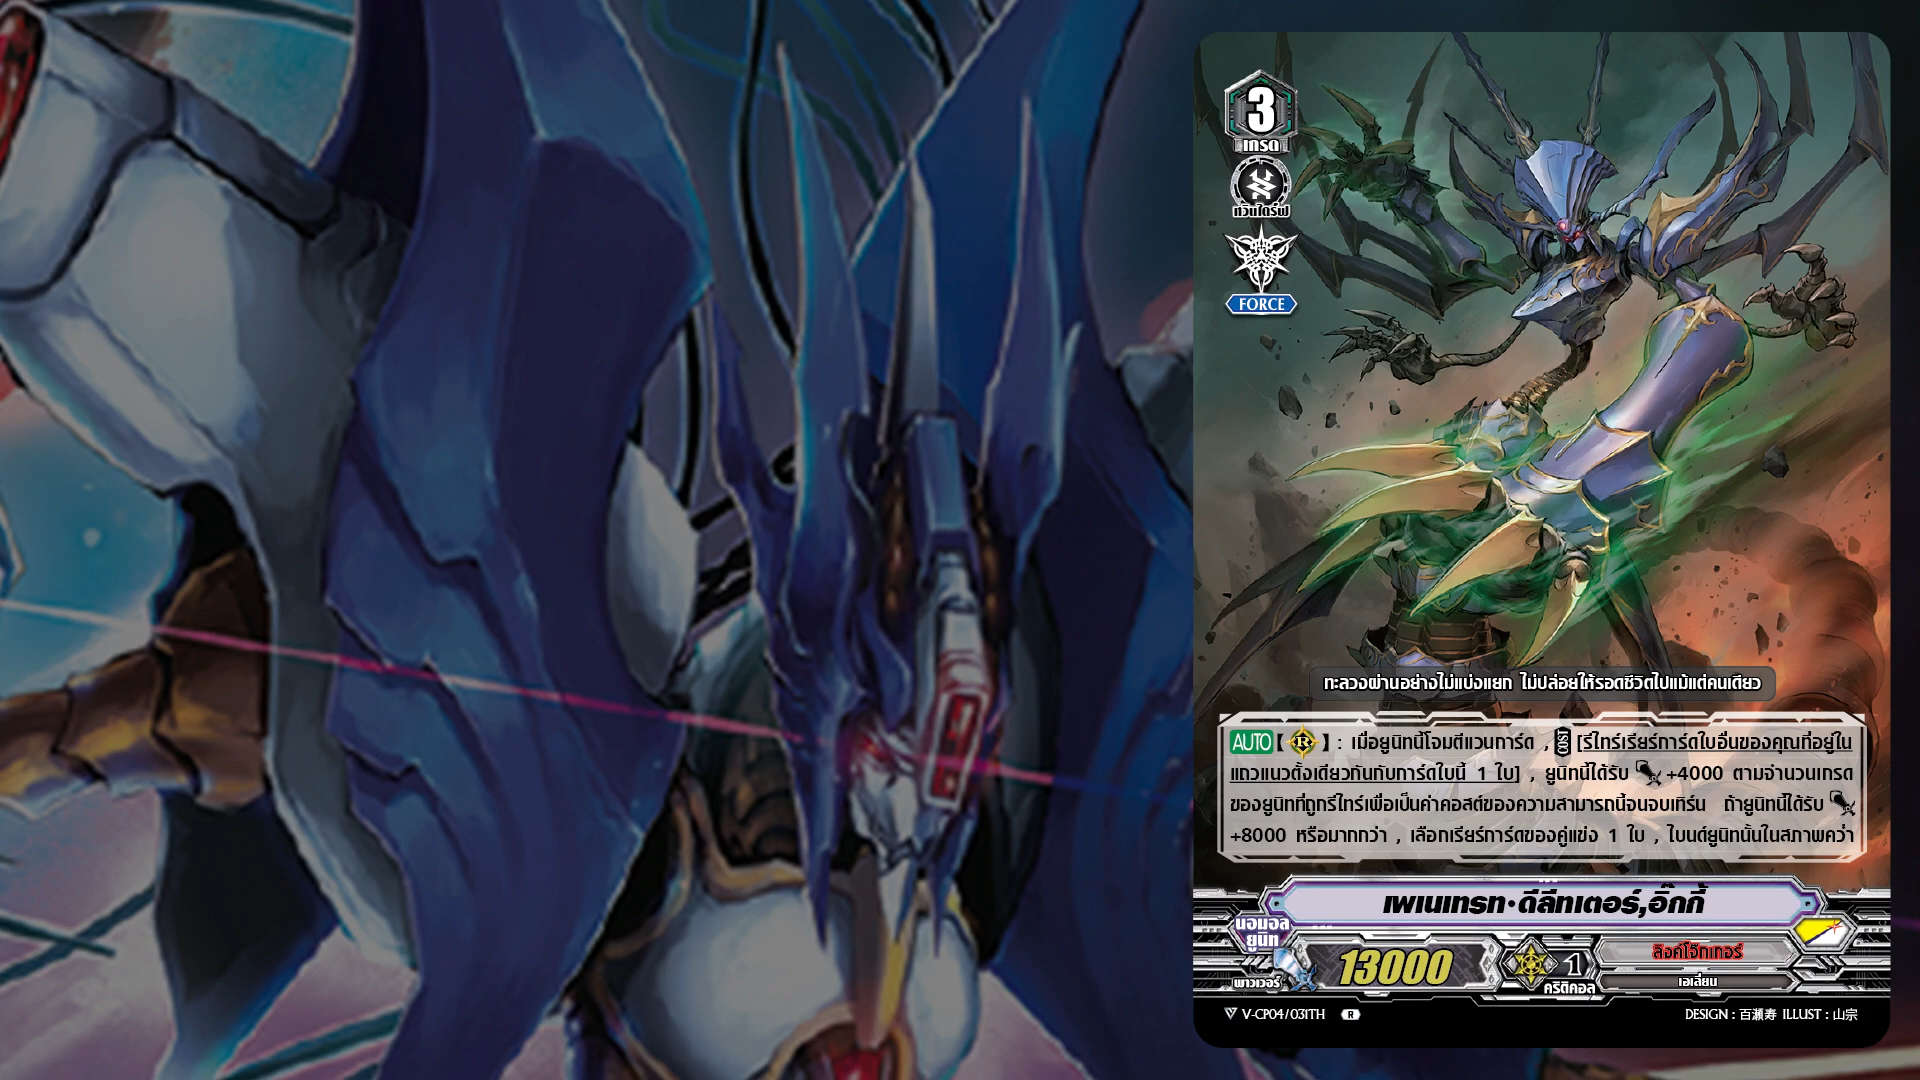 3
เกรด
ทวินไดร์ฟ
FORCE
ทะลวงผ่านอย่างไม่แบ่งแยก ไม่ปล่อยให้รอดชีวิตไปแม้แต่คนเดียว
AUTO【R】: เมื่อยูนิทนี้โจมตีแวนการ์ด , COST [รีไทร์เรียร์การ์ดใบอื่นของคุณที่อยู่ใน
แถวแนวตั้งเดียวกันกับการ์ดใบนี้ 1 ใบ] , ยูนิทนี้ได้รับ +4000 ตามจำนวนเกรด
ของยูนิทที่ถูกรีไทร์เพื่อเป็นค่าคอสต์ของความสามารถนี้จนจบเทิร์น ถ้ายูนิทนี้ได้รับ
+8000 หรือมากกว่า , เลือกเรียร์การ์ดของคู่แข่ง 1 ใบ , ไบนด์ยูนิทนั้นในสภาพคว่ำ
เพเนเทรท•ดีลีทเตอร์,อิ๊กกี้
นอมอล
ยูนิท
พาวเวอร์
13000
1
คริติคอล
ลิงค์โจ๊กเกอร์
เอเลี่ยน
V-CP04/031TH R
DESIGN : 百瀬寿 ILLUST : 山宗